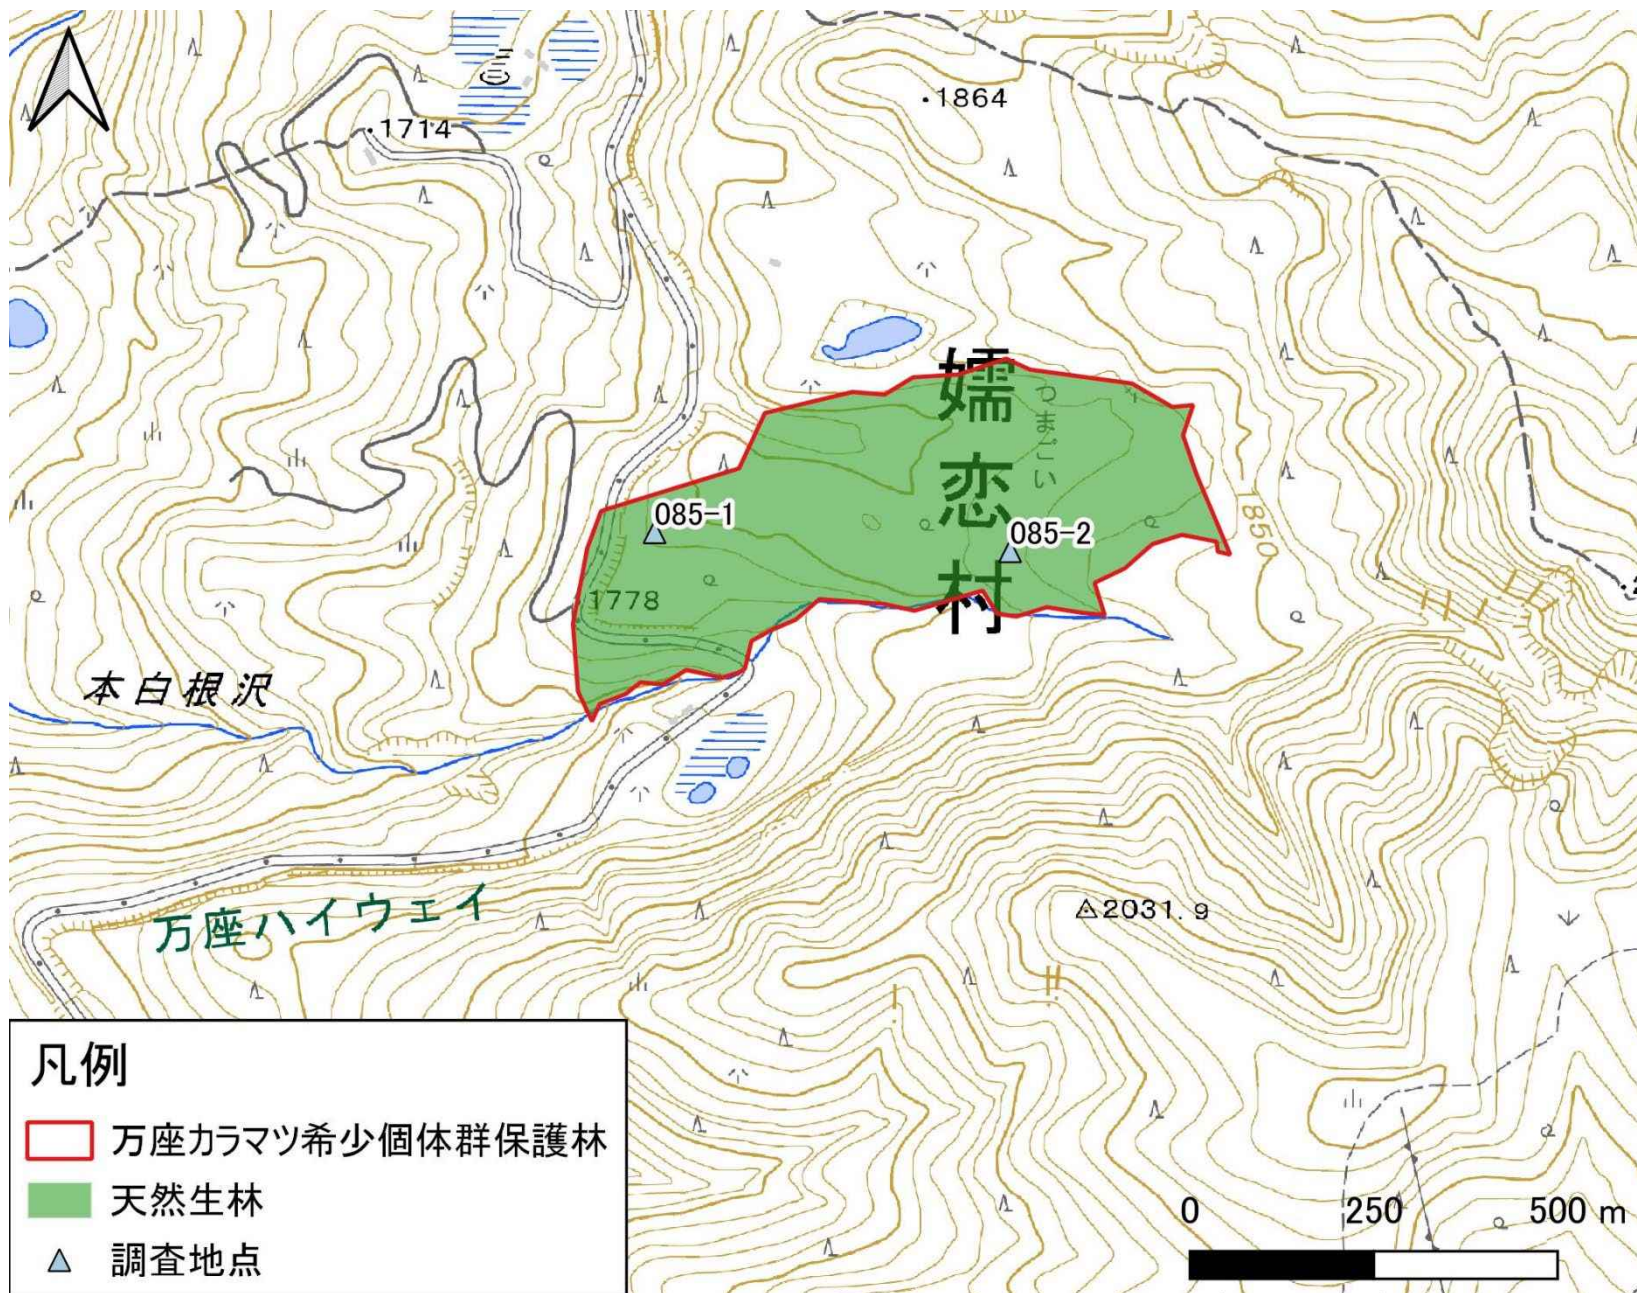 1864
1714
嬬恋村
つまごい
085-1
085-2
1850
1778
本白根沢
2031.9
万座ハイウェイ
凡例
万座カラマツ希少個体群保護林
天然生林
調査地点
0 250 500 m